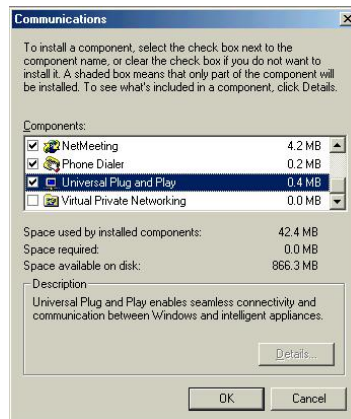 Communications
To install a component, select the check box next to the
component name, or clear the check box if you do not want to
install it. A shaded box means that only part of the component will
be installed. To see what's included in a component, click Details.
Components:
NetMeeting 4.2 MB
Phone Dialer 0.2 MB
Universal Plug and Play 0.4 MB
Virtual Private Networking 0.0 MB
Space used by installed components: 42.4 MB
Space required: 0.0 MB
Space available on disk: 866.3 MB
Description
Universal Plug and Play enables seamless connectivity and
communication between Windows and intelligent appliances.
Details...
OK Cancel